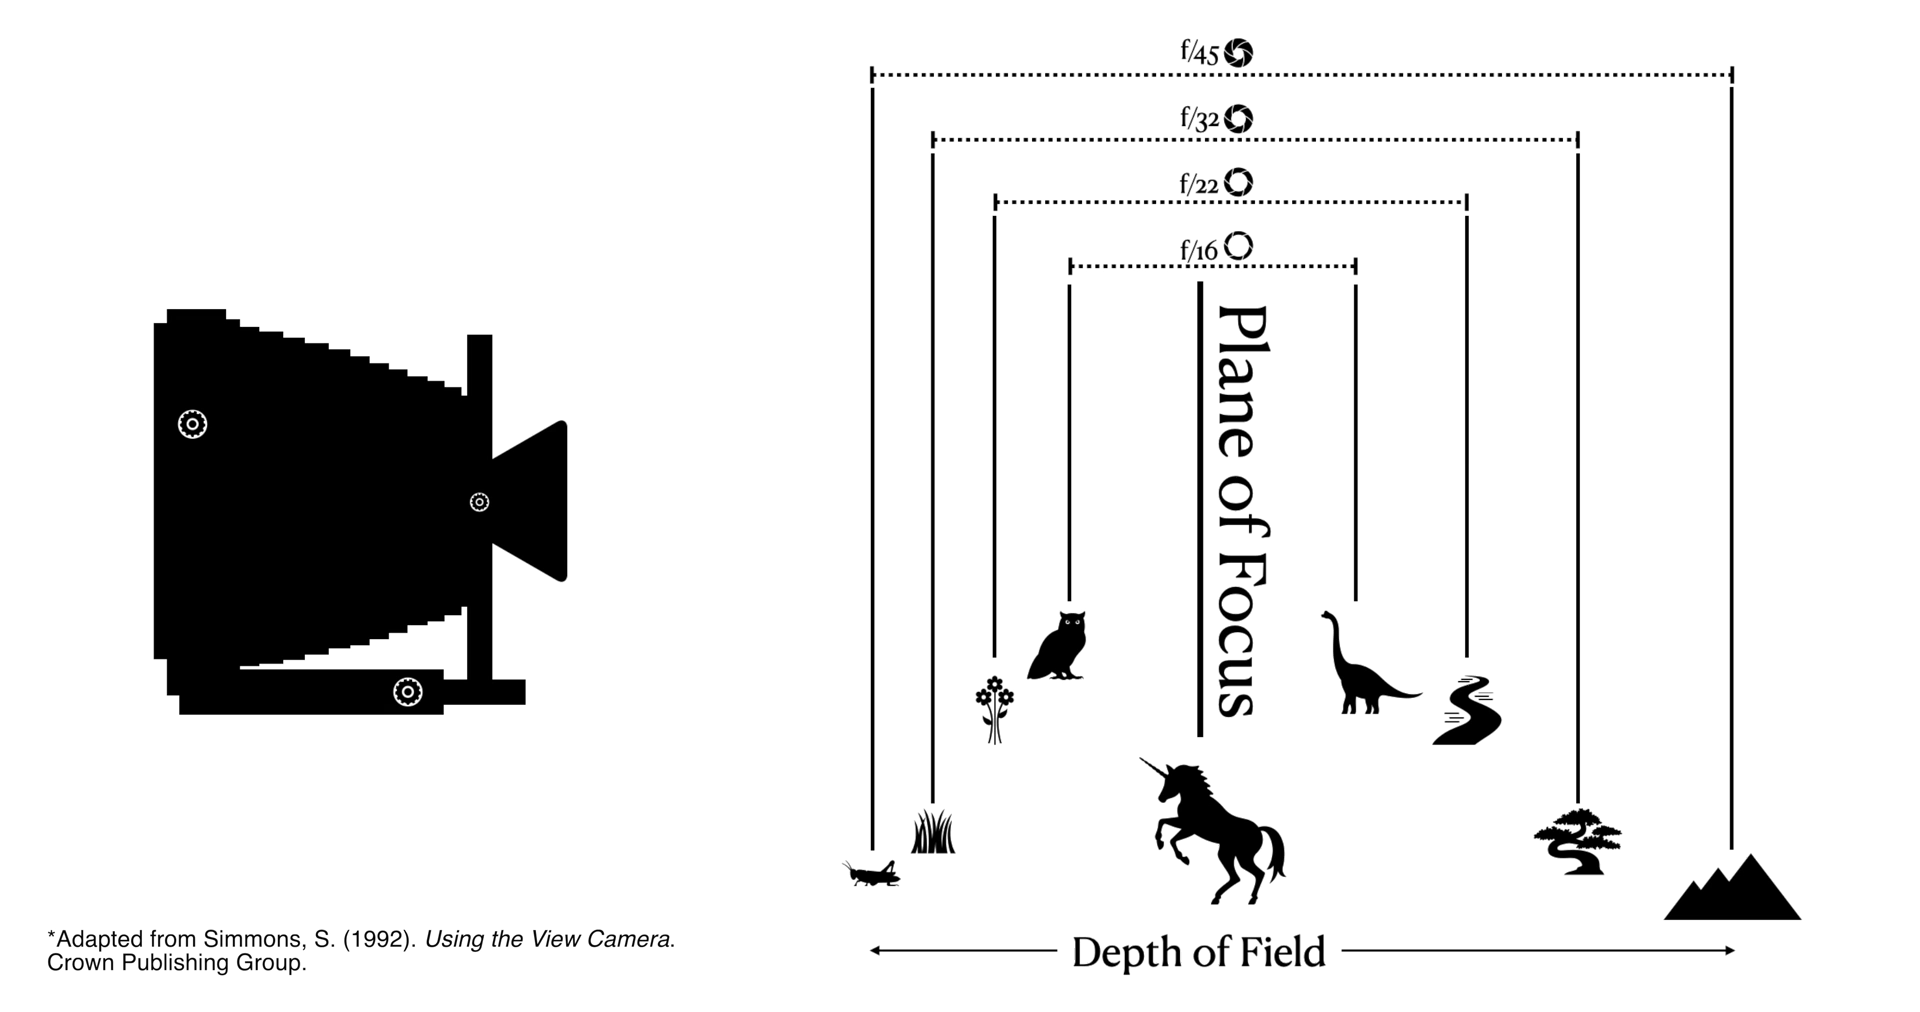 f/45
f/32
f/22
f/16
Plane of Focus
*Adapted from Simmons, S. (1992). Using the View Camera.
Crown Publishing Group.
Depth of Field